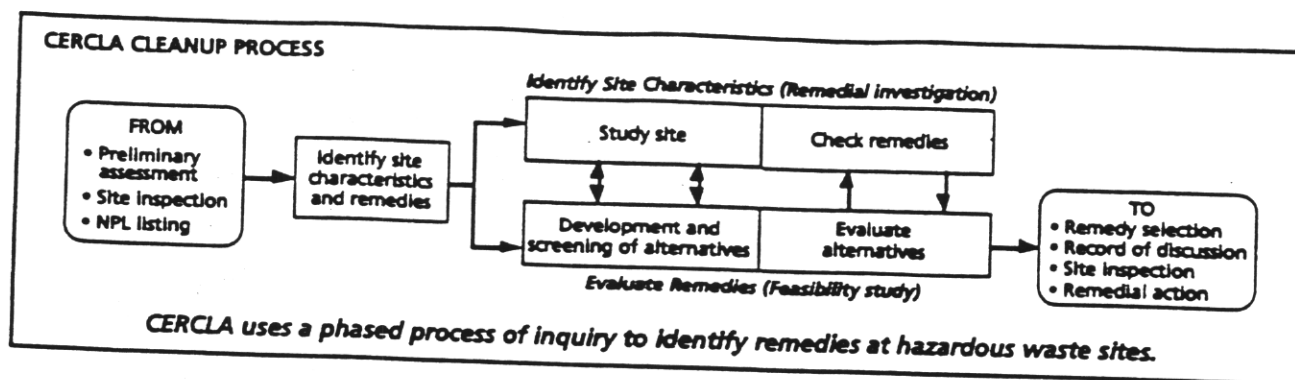 CERCLA CLEANUP PROCESS
FROM
• Preliminary
assessment
• Site inspection
• NPL listing
Identify site
characteristics
and remedies
Identify Site Characteristics (Remedial investigation)
Study site
Check remedies
Development and
screening of alternatives
Evaluate
alternatives
Evaluate Remedies (Feasibility study)
TO
• Remedy selection
• Record of discussion
• Site inspection
• Remedial action
CERCLA uses a phased process of inquiry to identify remedies at hazardous waste sites.